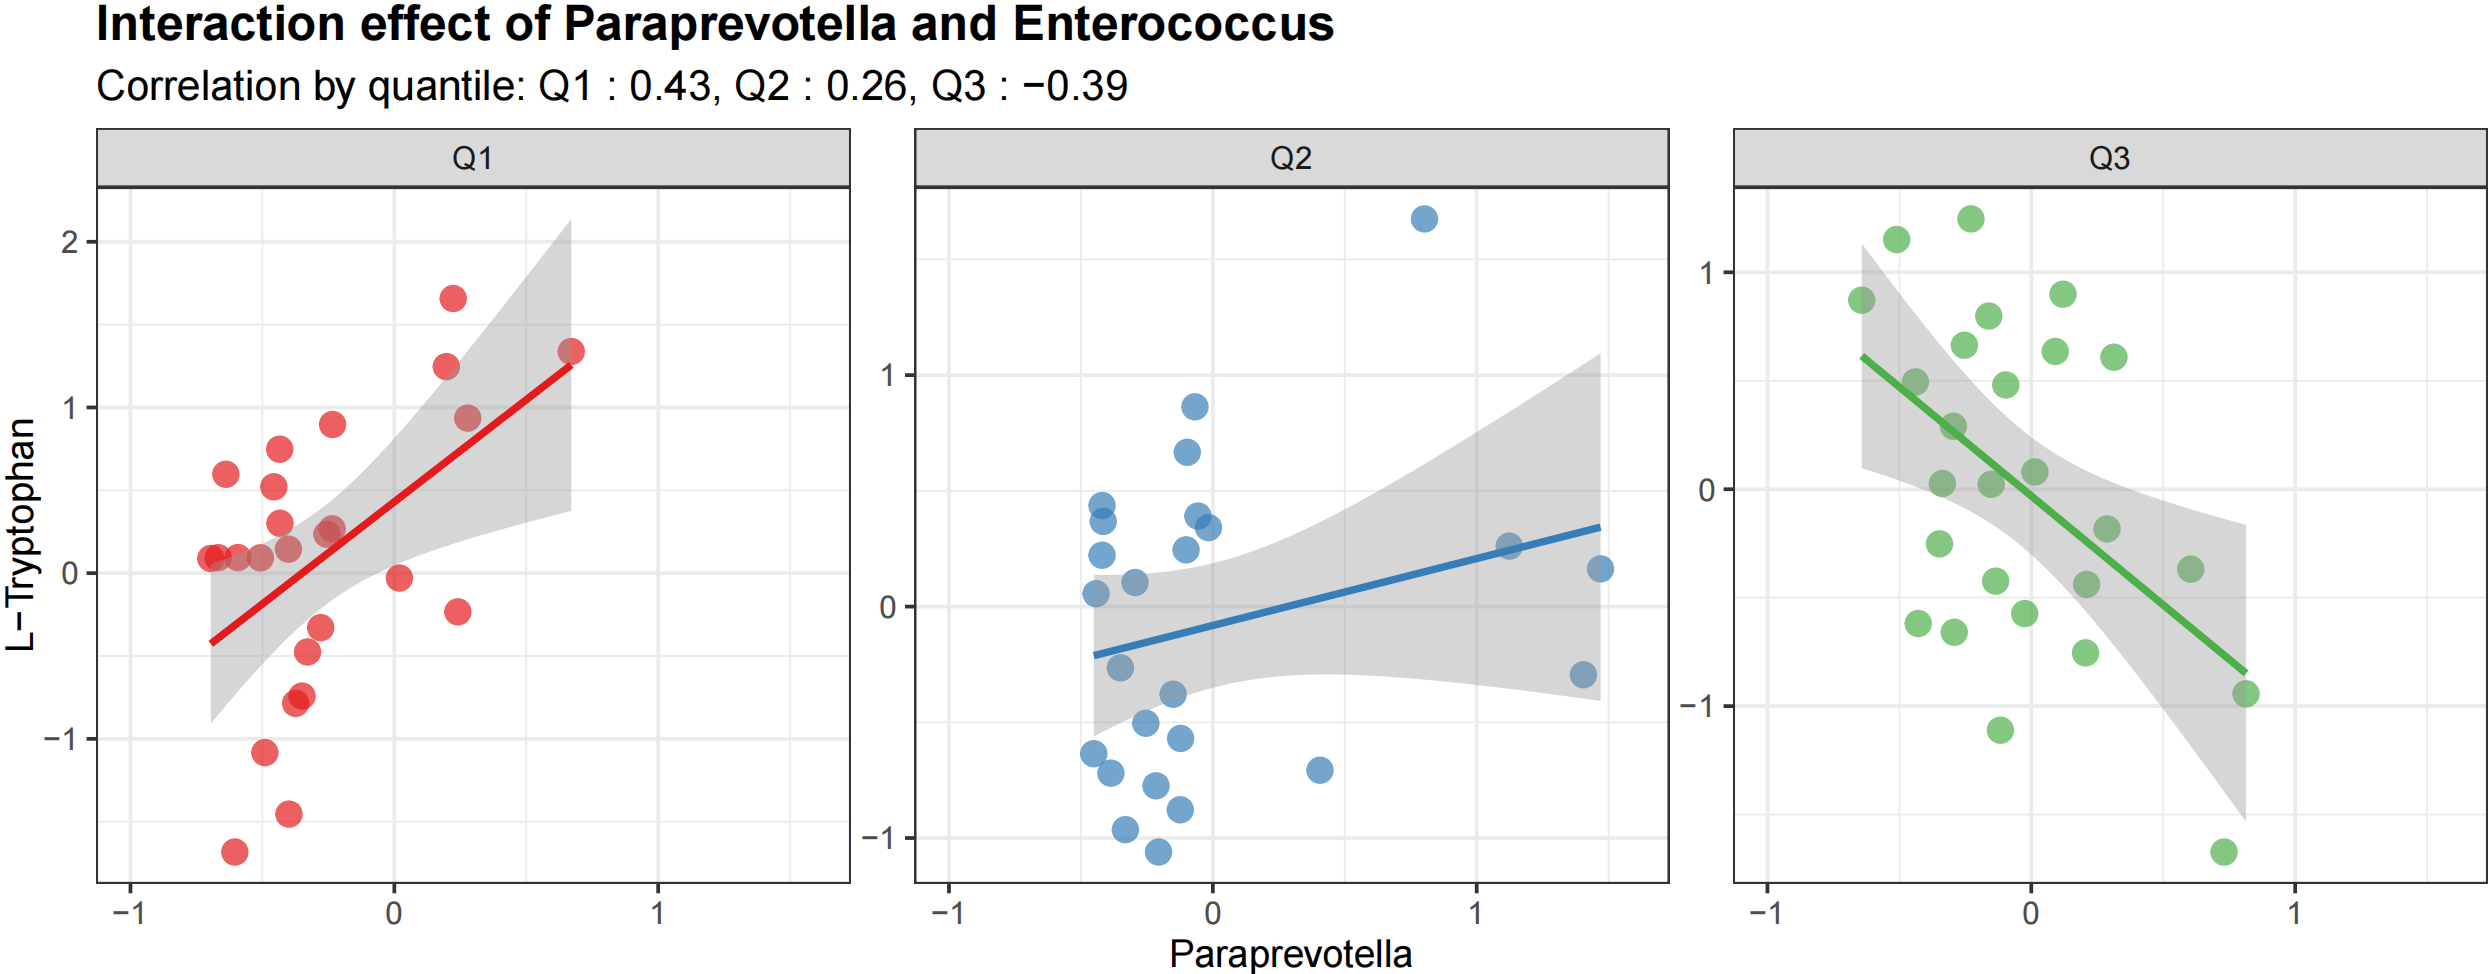 Interaction effect of Paraprevotella and Enterococcus
Correlation by quantile: Q1 : 0.43, Q2 : 0.26, Q3 : −0.39
Q1
Q2
Q3
L−Tryptophan
2
1
0
−1
1
0
−1
1
0
−1
−1 0 1
−1 0 1
−1 0 1
Paraprevotella